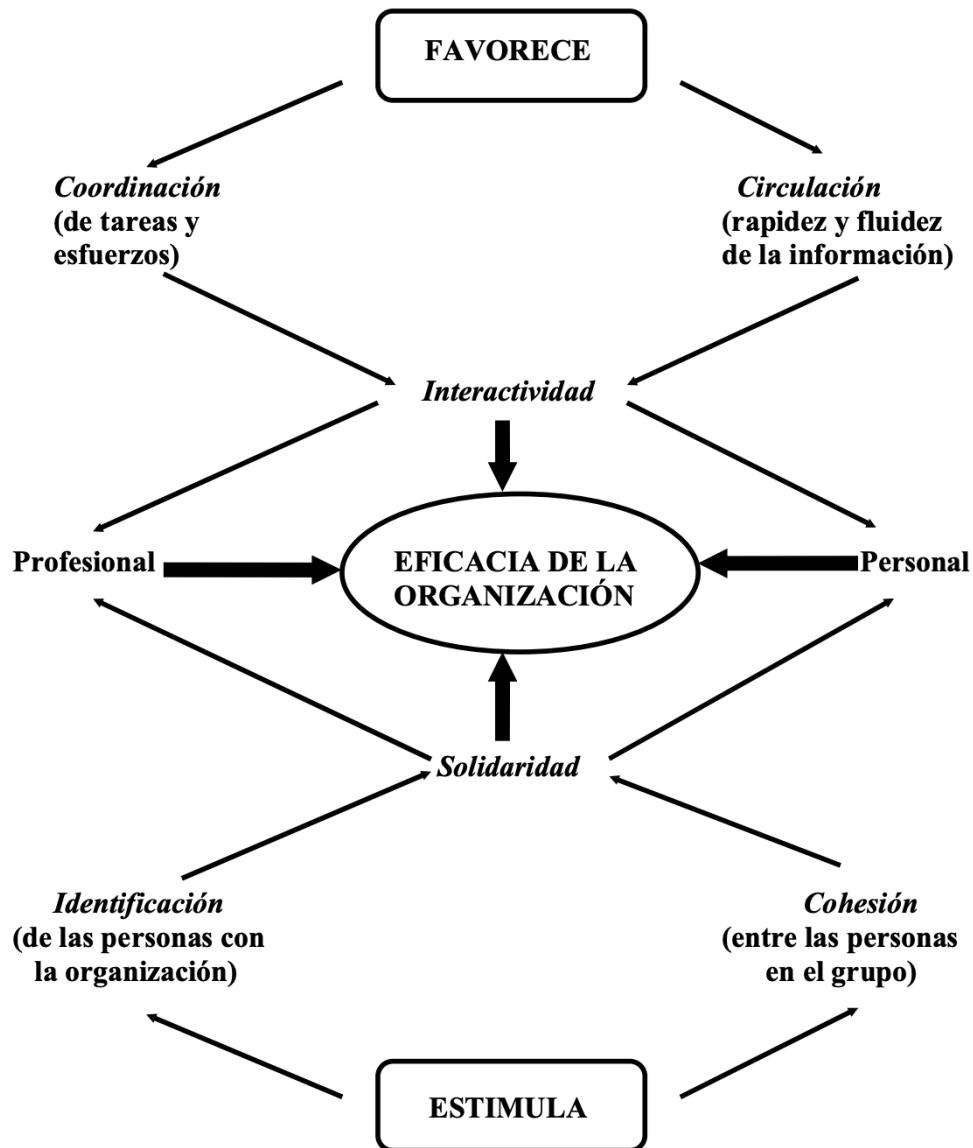 FAVORECE
Coordinación
(de tareas y
esfuerzos)
Circulación
(rapidez y fluidez
de la información)
Interactividad
Profesional
EFICACIA DE LA
ORGANIZACIÓN
Personal
Solidaridad
Identificación
(de las personas con
la organización)
Cohesión
(entre las personas
en el grupo)
ESTIMULA